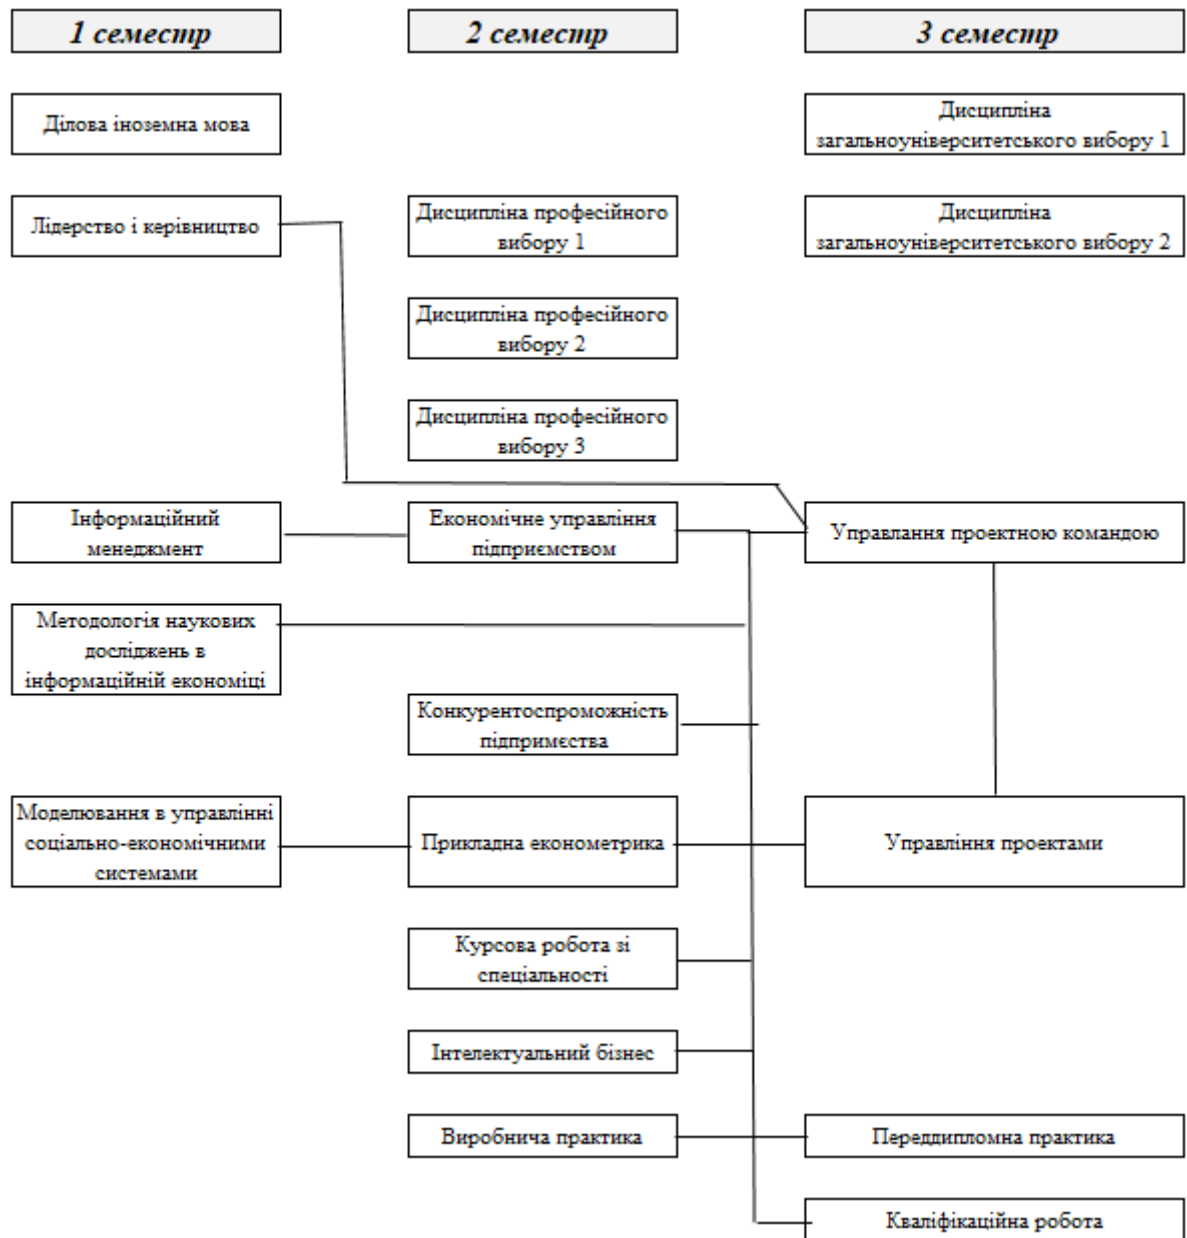 1 семестр
2 семестр
3 семестр
Ділова іноземна мова
Дисципліна
загальноуніверситетського вибору 1
Лідерство і керівництво
Дисципліна професійного
вибору 1
Дисципліна
загальноуніверситетського вибору 2
Дисципліна професійного
вибору 2
Дисципліна професійного
вибору 3
Інформаційний
менеджмент
Економічне управління
підприємством
Управлання проектною командою
Методологія наукових
досліджень в
інформаційній економіці
Конкурентоспроможність
підпримєства
Моделювання в управлінні
соціально-економічними
системами
Прикладна економетрика
Управління проектами
Курсова робота зі
спеціальності
Інтелектуальний бізнес
Виробнича практика
Переддипломна практика
Кваліфікаційна робота